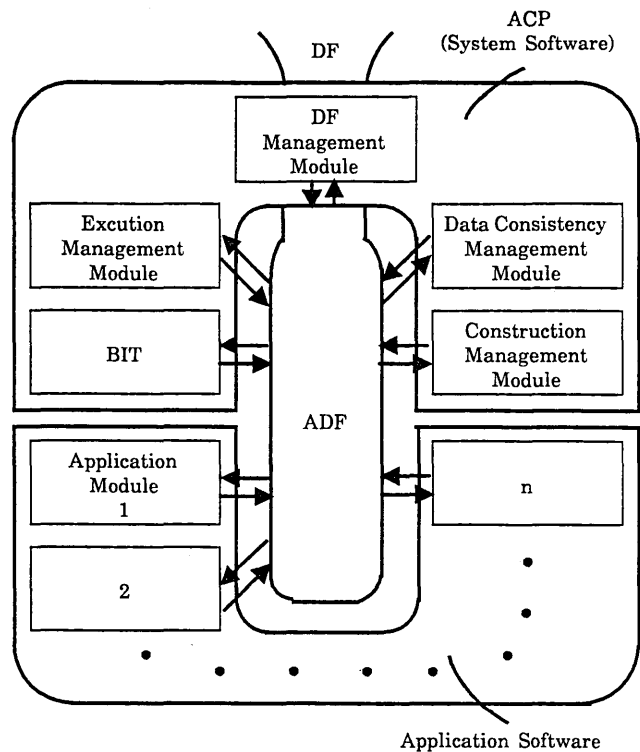 ACP
(System Software)
DF
DF
Management
Module
Excution
Management
Module
Data Consistency
Management
Module
BIT
Construction
Management
Module
ADF
Application
Module
1
n
2
Application Software